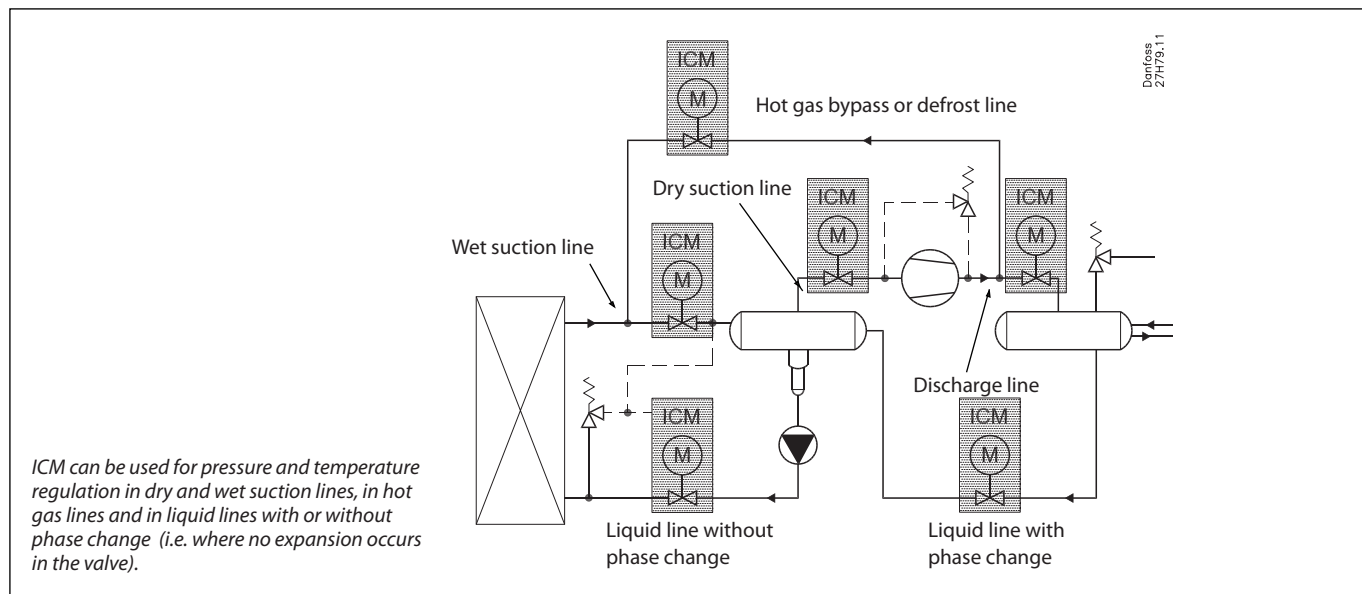 ICM
M
Hot gas bypass or defrost line
Danfoss
27H79.11
Dry suction line
ICM
M
ICM
M
Wet suction line
ICM
M
Discharge line
ICM
M
ICM
M
Liquid line without
phase change
Liquid line with
phase change
ICM can be used for pressure and temperature
regulation in dry and wet suction lines, in hot
gas lines and in liquid lines with or without
phase change (i.e. where no expansion occurs
in the valve).